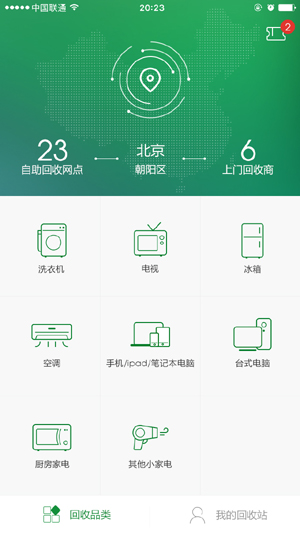 中国联通
20:23
2
23
北京
6
自助回收网点
朝阳区
上门回收商
洗衣机
电视
冰箱
空调
手机/ipad/笔记本电脑
台式电脑
厨房家电
其他小家电
回收品类
我的回收站